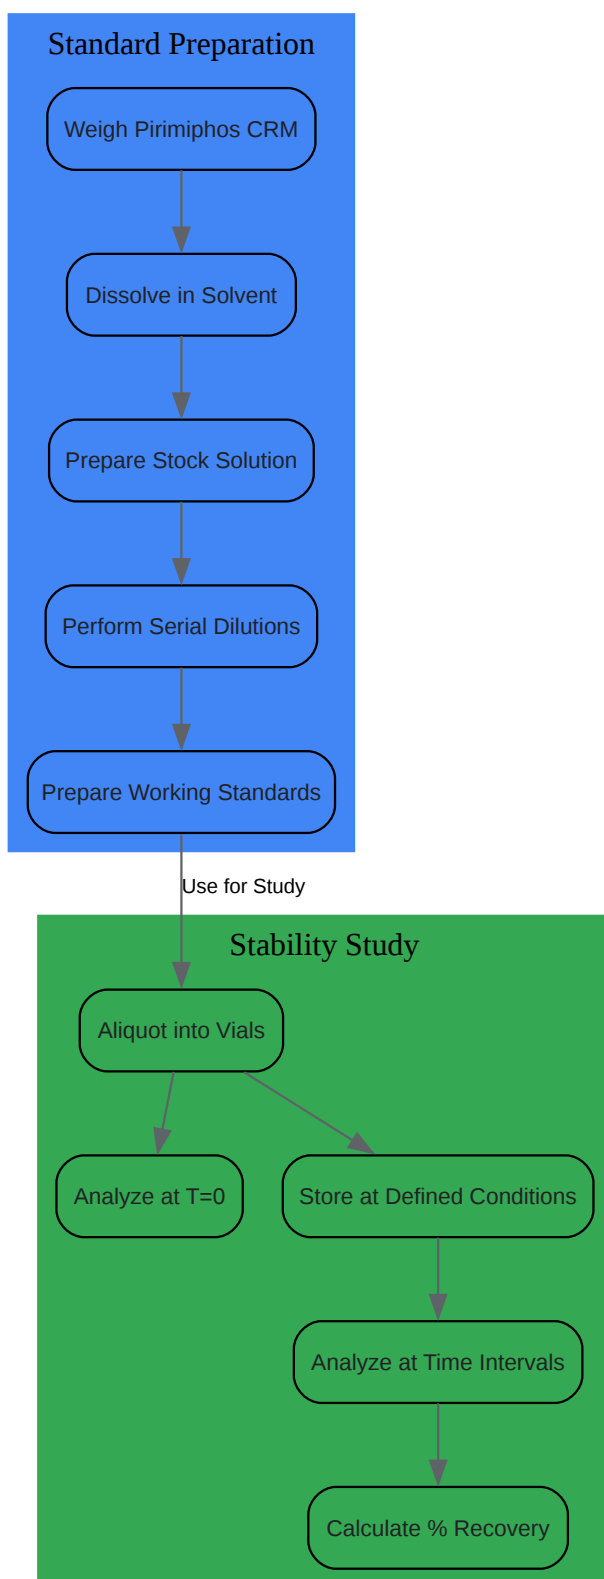 Standard Preparation
Weigh Pirimiphos CRM
Dissolve in Solvent
Prepare Stock Solution
Perform Serial Dilutions
Prepare Working Standards
Use for Study
Stability Study
Aliquot into Vials
Analyze at T=0
Store at Defined Conditions
Analyze at Time Intervals
Calculate % Recovery